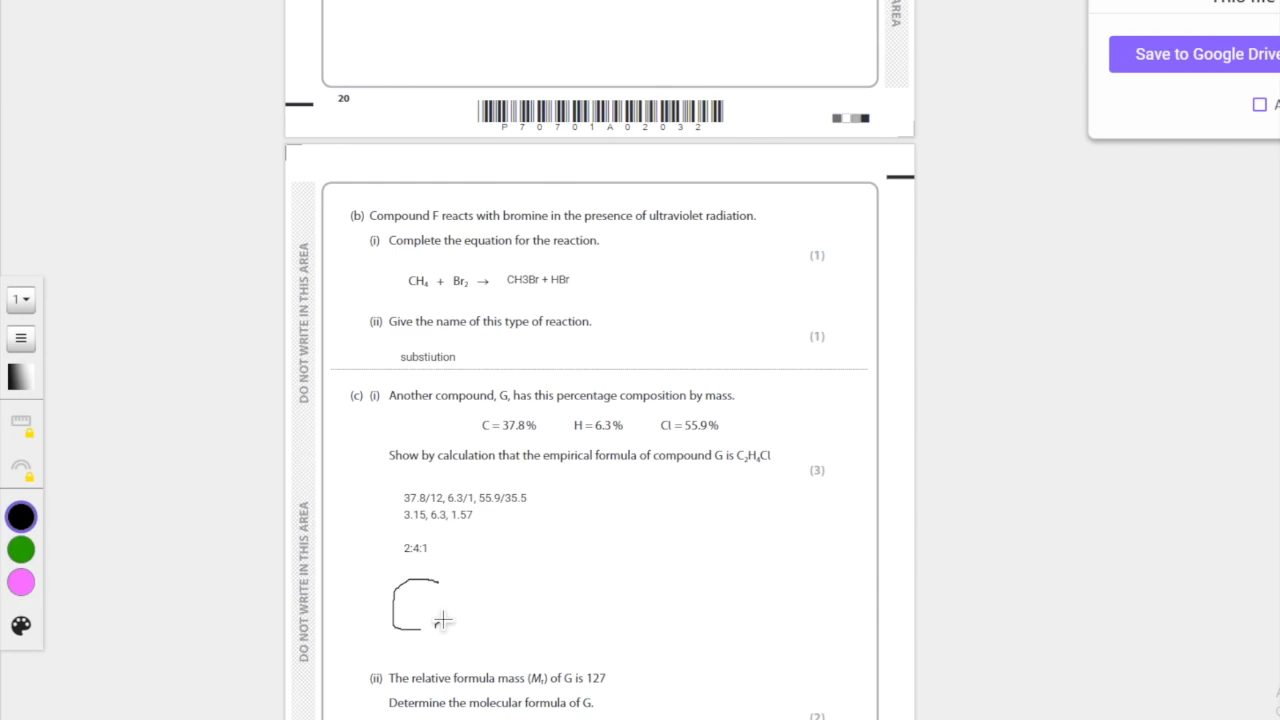 AREA
This file
Save to Google Drive
A
20
P 7 0 7 0 1 A 0 2 0 3 2
DO NOT WRITE IN THIS AREA
(b) Compound F reacts with bromine in the presence of ultraviolet radiation.
(i) Complete the equation for the reaction.
(1)
CH₄ + Br₂ → CH3Br + HBr
(ii) Give the name of this type of reaction.
(1)
substiution
(c) (i) Another compound, G, has this percentage composition by mass.
C = 37.8% H = 6.3% Cl = 55.9%
Show by calculation that the empirical formula of compound G is C₂H₄Cl
(3)
37.8/12, 6.3/1, 55.9/35.5
3.15, 6.3, 1.57
2:4:1
C
DO NOT WRITE IN THIS AREA
(ii) The relative formula mass (Mᵣ) of G is 127
Determine the molecular formula of G.
(2)
1